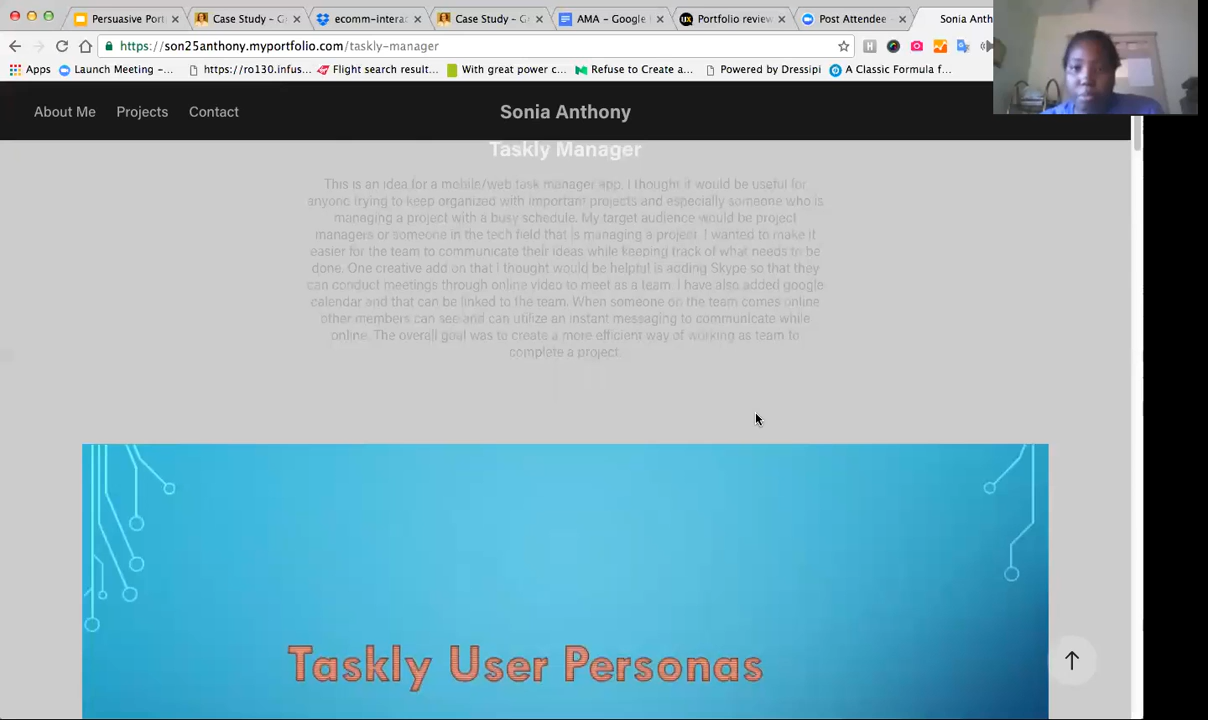 Persuasive Port
Case Study - Gr
ecomm-intera
Case Study - Gr
AMA – Google
Portfolio review
Post Attendee
Sonia Anth
https://son25anthony.myportfolio.com/taskly-manager
Apps
Launch Meeting -...
https://ro130.infus...
Flight search result...
With great power c...
Refuse to Create a...
Powered by Dressipi
A Classic Formula f...
About Me
Projects
Contact
Sonia Anthony
Taskly Manager
This is an idea for a mobile/web task manager app. I thought it would be useful for
anyone trying to keep organized with important projects and especially someone who is
managing a project with a busy schedule. My target audience would be project
managers or someone in the tech field that is managing a project. I wanted to make it
easier for the team to communicate their ideas while keeping track of what needs to be
done. One creative add on that I thought would be helpful is adding Skype so that they
can conduct meetings through online video to meet as a team. I have also added google
calendar and that can be linked to the team. When someone on the team comes online
other members can see and can utilize an instant messaging to communicate while
online. The overall goal was to create a more efficient way of working as team to
complete a project.
Taskly User Personas